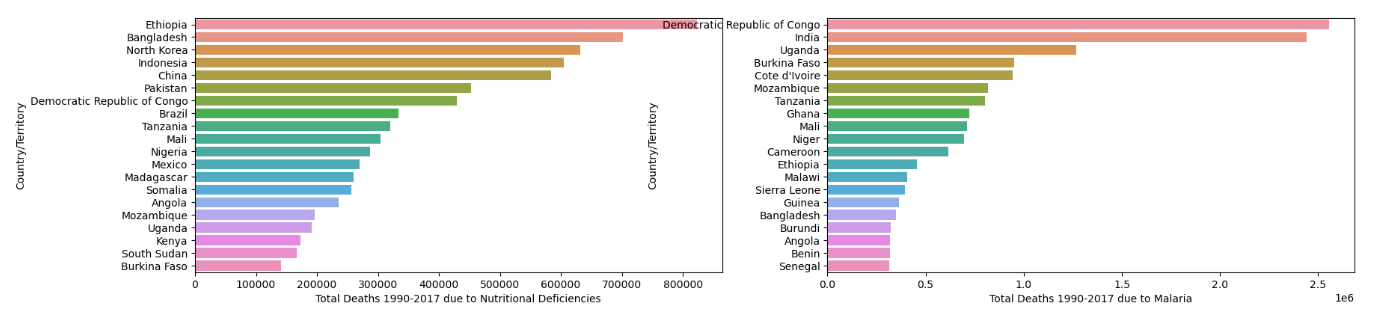 Country/Territory
Ethiopia
Bangladesh
North Korea
Indonesia
China
Pakistan
Democratic Republic of Congo
Brazil
Tanzania
Mali
Nigeria
Mexico
Madagascar
Somalia
Angola
Mozambique
Uganda
Kenya
South Sudan
Burkina Faso
0 100000 200000 300000 400000 500000 600000 700000 800000
Total Deaths 1990-2017 due to Nutritional Deficiencies
Country/Territory
Democratic Republic of Congo
India
Uganda
Burkina Faso
Cote d'Ivoire
Mozambique
Tanzania
Ghana
Mali
Niger
Cameroon
Ethiopia
Malawi
Sierra Leone
Guinea
Bangladesh
Burundi
Angola
Benin
Senegal
0.0 0.5 1.0 1.5 2.0 2.5
1e6
Total Deaths 1990-2017 due to Malaria